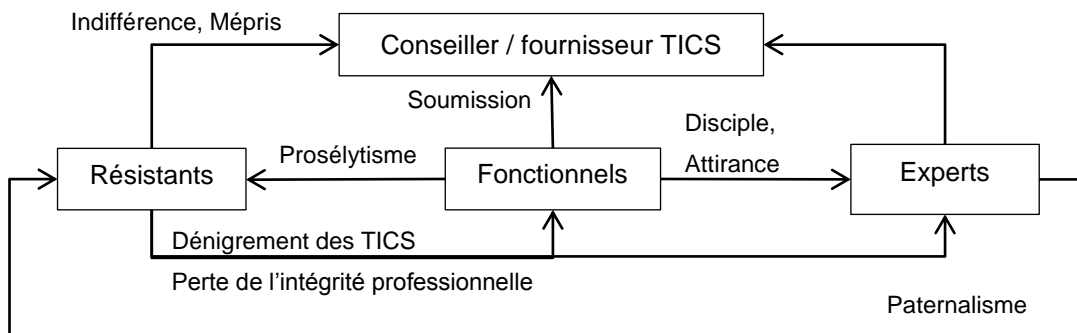 Indifférence, Mépris
Conseiller / fournisseur TICS
Soumission
Disciple,
Attirance
Prosélytisme
Résistants
Fonctionnels
Experts
Dénigrement des TICS
Perte de l’intégrité professionnelle
Paternalisme